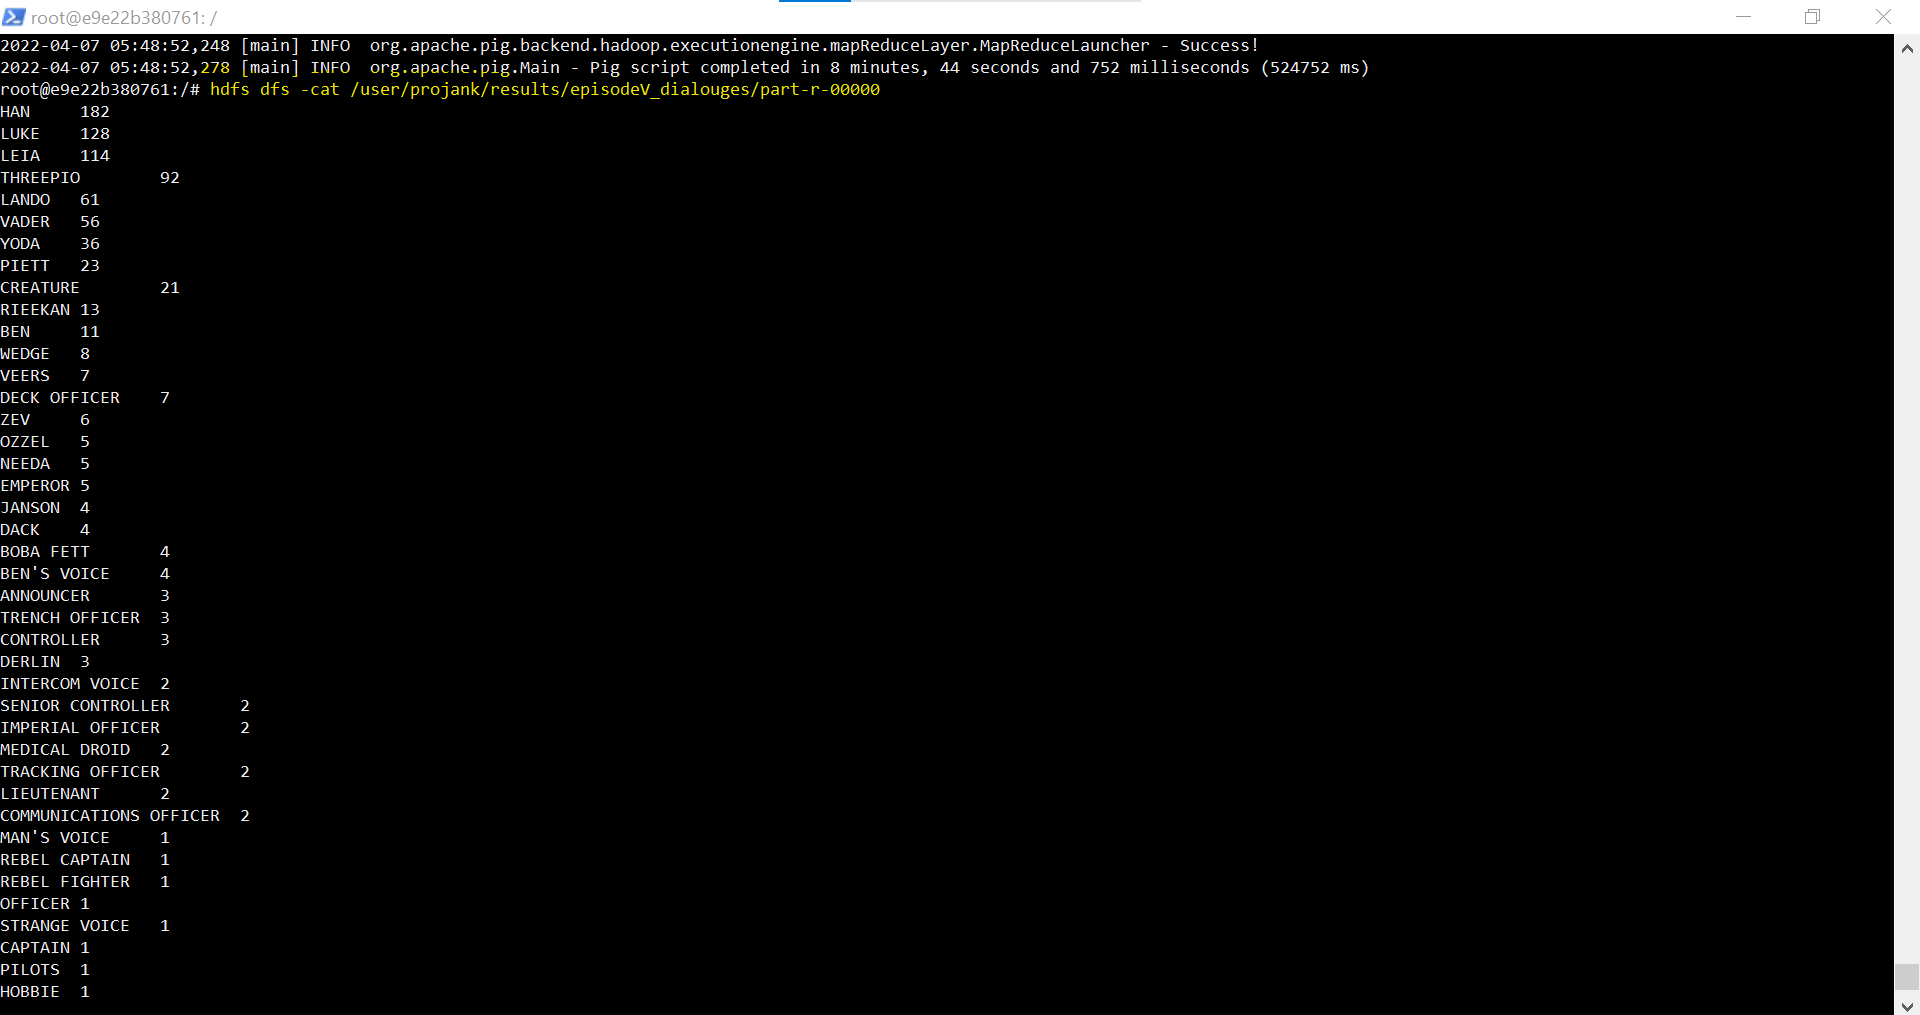 root@e9e22b380761: /
2022-04-07 05:48:52,248 [main] INFO  org.apache.pig.backend.hadoop.executionengine.mapReduceLayer.MapReduceLauncher - Success!
2022-04-07 05:48:52,278 [main] INFO  org.apache.pig.Main - Pig script completed in 8 minutes, 44 seconds and 752 milliseconds (524752 ms)
root@e9e22b380761:/# hdfs dfs -cat /user/projank/results/episodeV_dialouges/part-r-00000
HAN     182
LUKE    128
LEIA    114
THREEPIO        92
LANDO   61
VADER   56
YODA    36
PIETT   23
CREATURE        21
RIEEKAN 13
BEN     11
WEDGE   8
VEERS   7
DECK OFFICER    7
ZEV     6
OZZEL   5
NEEDA   5
EMPEROR 5
JANSON  4
DACK    4
BOBA FETT       4
BEN'S VOICE     4
ANNOUNCER       3
TRENCH OFFICER  3
CONTROLLER      3
DERLIN  3
INTERCOM VOICE  2
SENIOR CONTROLLER       2
IMPERIAL OFFICER        2
MEDICAL DROID   2
TRACKING OFFICER        2
LIEUTENANT      2
COMMUNICATIONS OFFICER  2
MAN'S VOICE     1
REBEL CAPTAIN   1
REBEL FIGHTER   1
OFFICER 1
STRANGE VOICE   1
CAPTAIN 1
PILOTS  1
HOBBIE  1